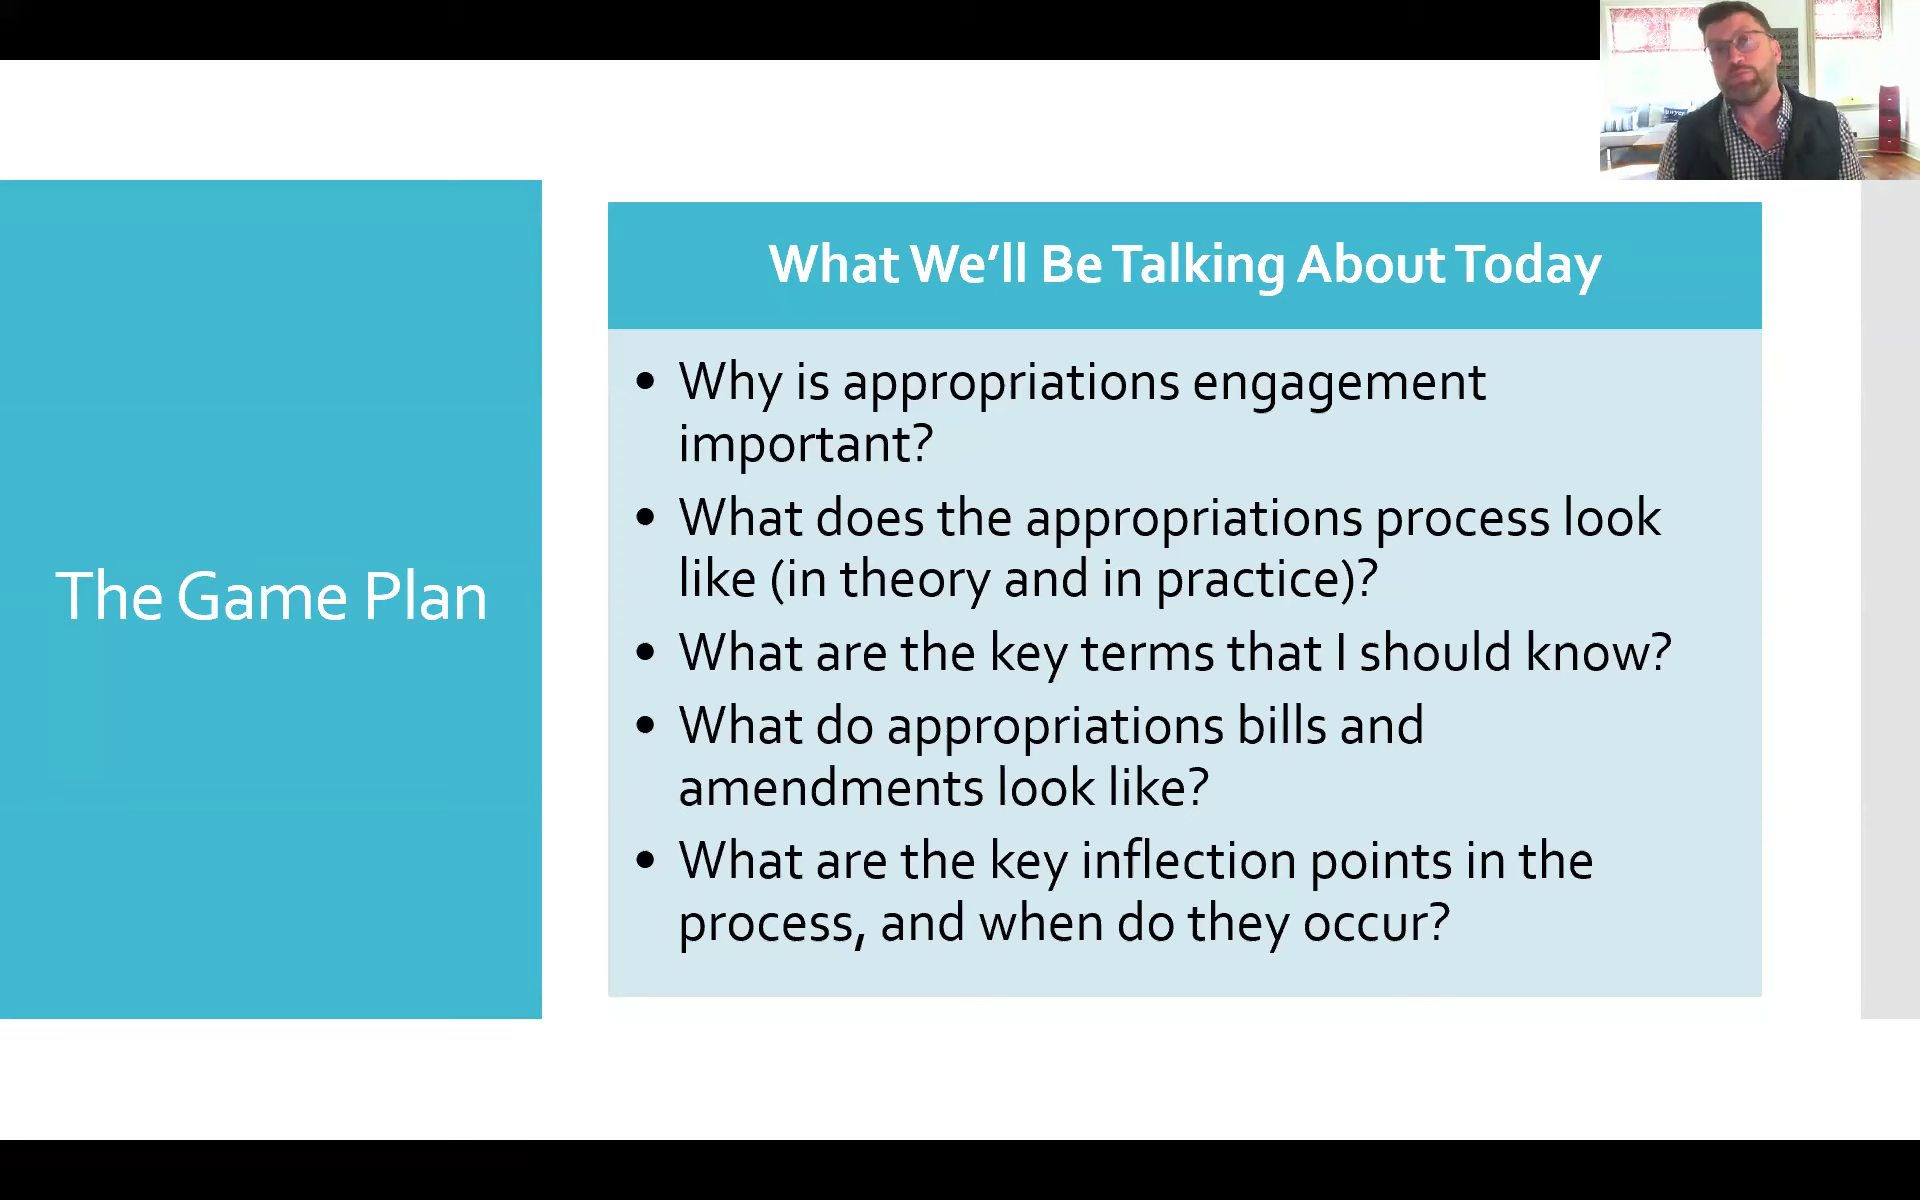 The Game Plan
What We’ll Be Talking About Today
• Why is appropriations engagement
important?
• What does the appropriations process look
like (in theory and in practice)?
• What are the key terms that I should know?
• What do appropriations bills and
amendments look like?
• What are the key inflection points in the
process, and when do they occur?